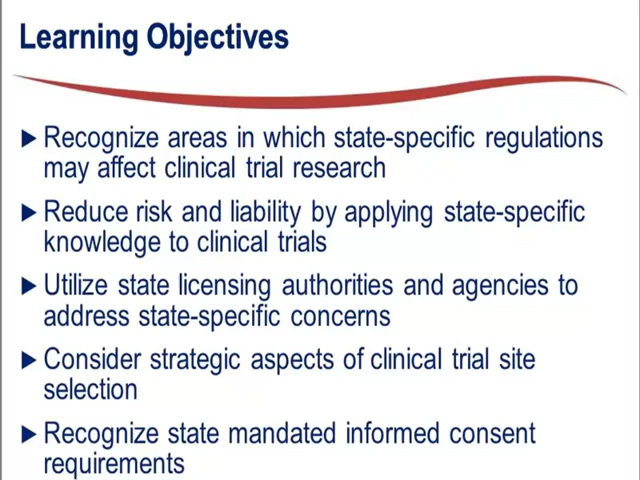 Learning Objectives
Recognize areas in which state-specific regulations
may affect clinical trial research
Reduce risk and liability by applying state-specific
knowledge to clinical trials
Utilize state licensing authorities and agencies to
address state-specific concerns
Consider strategic aspects of clinical trial site
selection
Recognize state mandated informed consent
requirements